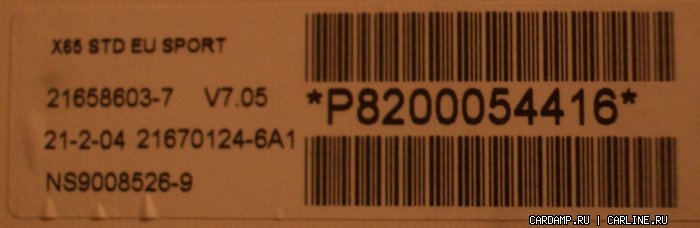 X65 STD EU SPORT
21658603-7 V7.05
*P8200054416*
21-2-04 21670124-6A1
NS9008526-9
CARDAMP.RU | CARLINE.RU